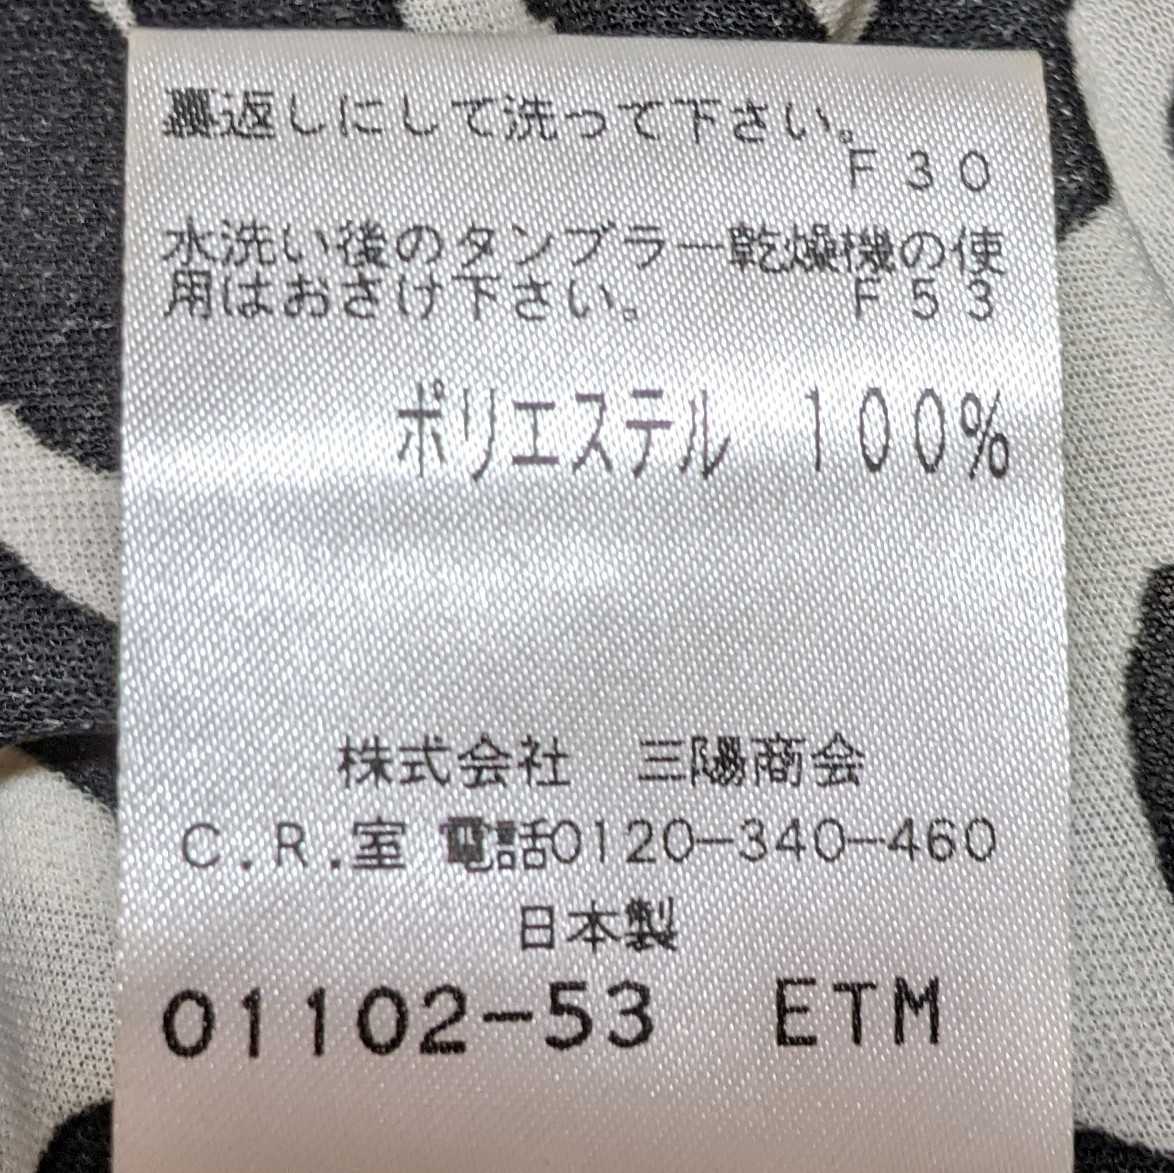 裏返しにして洗って下さい。
F30
水洗い後のタンブラー乾燥機の使
用はおさけ下さい。 F53
ポリエステル 100%
株式会社 三陽商会
C.R.室 電話0120-340-460
日本製
01102-53 ETM